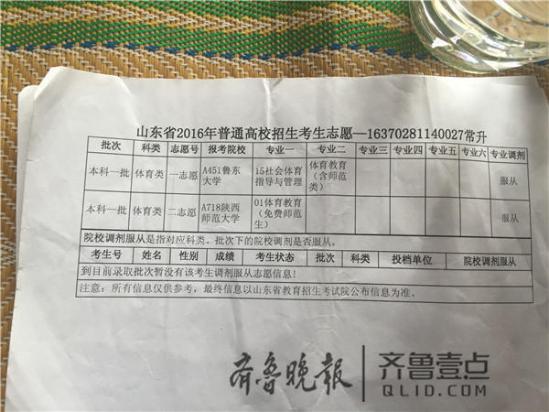 山东省2016年普通高校招生考生志愿—16370281140027常升
批次 科类 志愿号 报考院校 专业一 专业二 专业三 专业四 专业五 专业六 专业调剂
本科一批 体育类 一志愿 A451鲁东大学 15社会体育指导与管理 体育教育（含师范类） 服从
本科一批 体育类 二志愿 A718陕西师范大学 01体育教育（免费师范生） 服从
院校调剂服从是指对应科类、批次下的院校调剂是否服从。
考生号 姓名 性别 成绩 考生状态 批次 科类 投档单位 院校调剂服从
到目前录取批次暂没有该考生调剂服从志愿信息！
注意：所有信息仅供参考，最终信息以山东省教育招生考试院公布信息为准。
齐鲁晚报 齐鲁壹点
QLID.COM